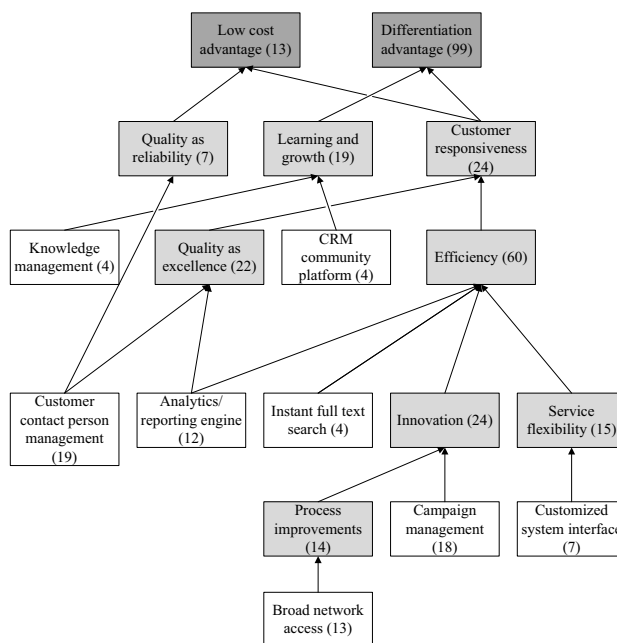 Low cost
advantage (13)
Differentiation
advantage (99)
Quality as
reliability (7)
Learning and
growth (19)
Customer
responsiveness
(24)
Knowledge
management (4)
Quality as
excellence (22)
CRM
community
platform (4)
Efficiency (60)
Customer
contact person
management
(19)
Analytics/
reporting engine
(12)
Instant full text
search (4)
Innovation (24)
Service
flexibility (15)
Process
improvements
(14)
Campaign
management
(18)
Customized
system interface
(7)
Broad network
access (13)